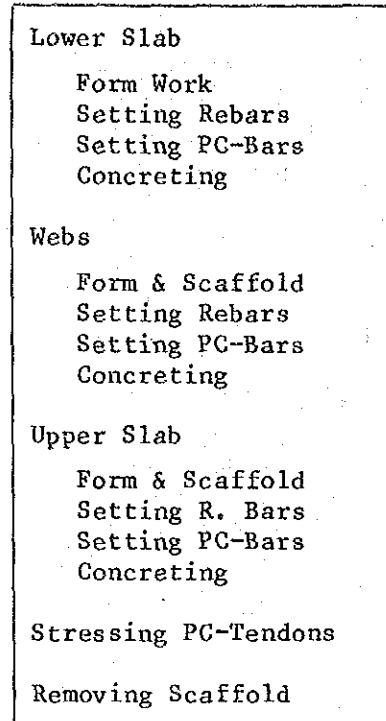 Lower Slab
Form Work
Setting Rebars
Setting PC-Bars
Concreting
Webs
Form & Scaffold
Setting Rebars
Setting PC-Bars
Concreting
Upper Slab
Form & Scaffold
Setting R. Bars
Setting PC-Bars
Concreting
Stressing PC-Tendons
Removing Scaffold